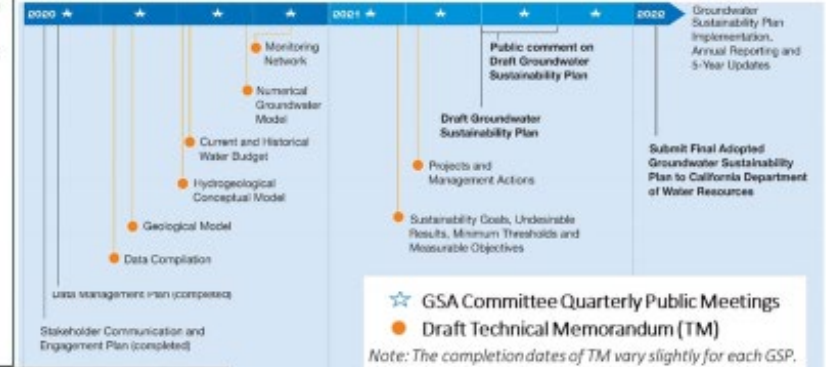 2020
2021
2022
Groundwater
Sustainability Plan
Implementation,
Annual Reporting and
5-Year Updates
Monitoring
Network
Public comment on
Draft Groundwater
Sustainability Plan
Numerical
Groundwater
Model
Draft Groundwater
Sustainability Plan
Current and Historical
Water Budget
Submit Final Adopted
Groundwater Sustainability
Plan to California Department
of Water Resources
Projects and
Management Actions
Hydrogeological
Conceptual Model
Geological Model
Sustainability Goals, Undesirable
Results, Minimum Thresholds and
Measurable Objectives
Data Compilation
Data Management Plan (completed)
Stakeholder Communication and
Engagement Plan (completed)
GSA Committee Quarterly Public Meetings
Draft Technical Memorandum (TM)
Note: The completion dates of TM vary slightly for each GSP.